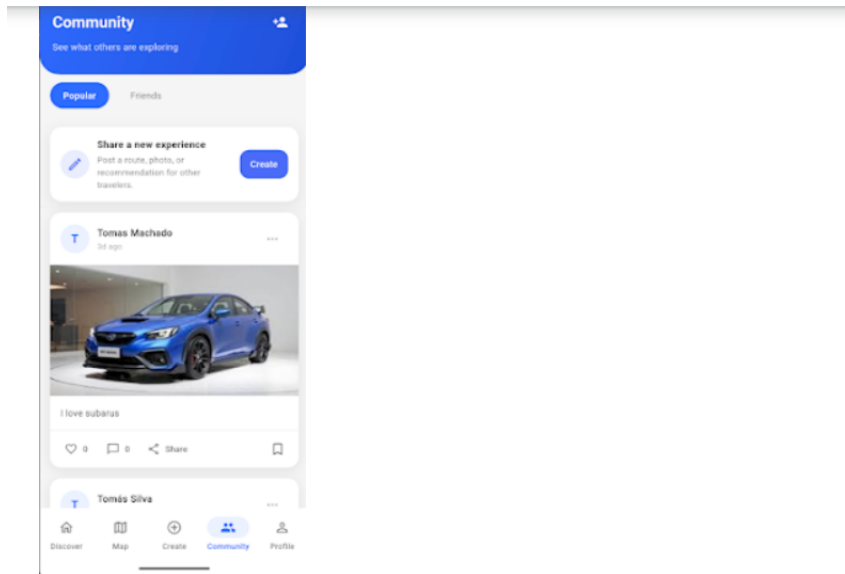 Community
See what others are exploring
Popular
Friends
Share a new experience
Post a route, photo, or
recommendation for other
travelers.
Create
T
Tomas Machado
3d ago
I love subarus
0
0
Share
T
Tomás Silva
Discover
Map
Create
Community
Profile